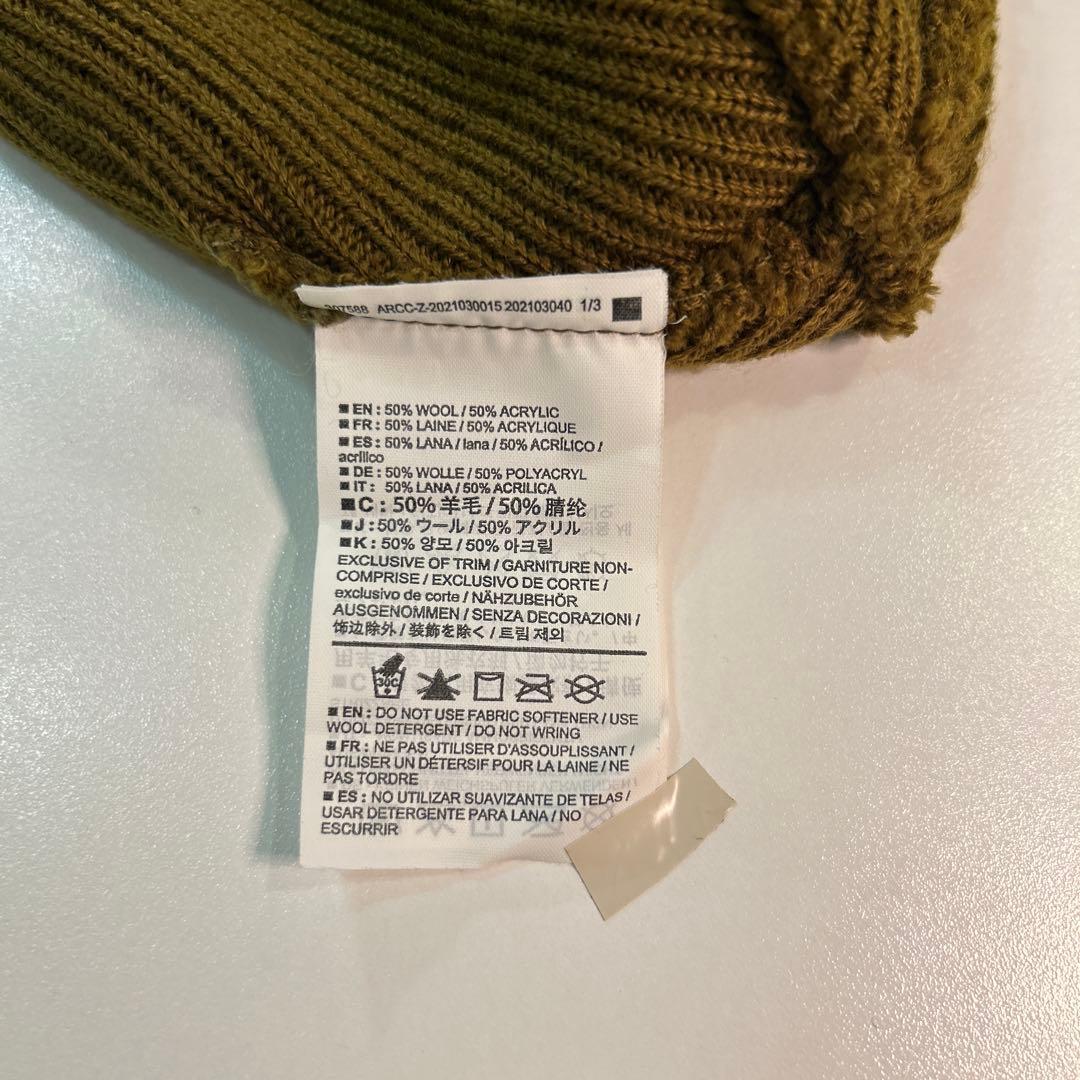 307588 ARCC-Z-2021030015 202103040 1/3
EN : 50% WOOL / 50% ACRYLIC
FR : 50% LAINE / 50% ACRYLIQUE
ES : 50% LANA / lana / 50% ACRÍLICO /
acrílico
DE : 50% WOLLE / 50% POLYACRYL
IT : 50% LANA / 50% ACRILICA
C : 50% 羊毛 / 50% 腈纶
J : 50% ウール / 50% アクリル
K : 50% 양모 / 50% 아크릴
EXCLUSIVE OF TRIM / GARNITURE NON-
COMPRISE / EXCLUSIVO DE CORTE /
exclusivo de corte / NÄHZUBEHÖR
AUSGENOMMEN / SENZA DECORAZIONI /
饰边除外 / 装飾を除く / 트림 제외
30C
EN : DO NOT USE FABRIC SOFTENER / USE
WOOL DETERGENT / DO NOT WRING
FR : NE PAS UTILISER D'ASSOUPLISSANT /
UTILISER UN DÉTERSIF POUR LA LAINE / NE
PAS TORDRE
ES : NO UTILIZAR SUAVIZANTE DE TELAS /
USAR DETERGENTE PARA LANA / NO
ESCURRIR